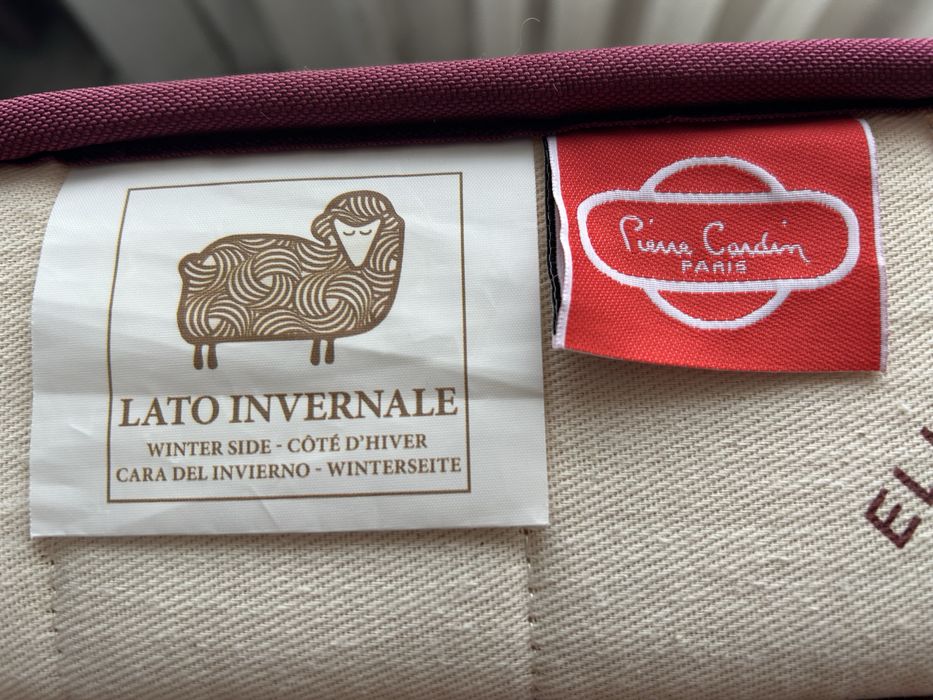 LATO INVERNALE
WINTER SIDE - CÔTÉ D'HIVER
CARA DEL INVIERNO - WINTERSEITE
Pierre Cardin
PARIS